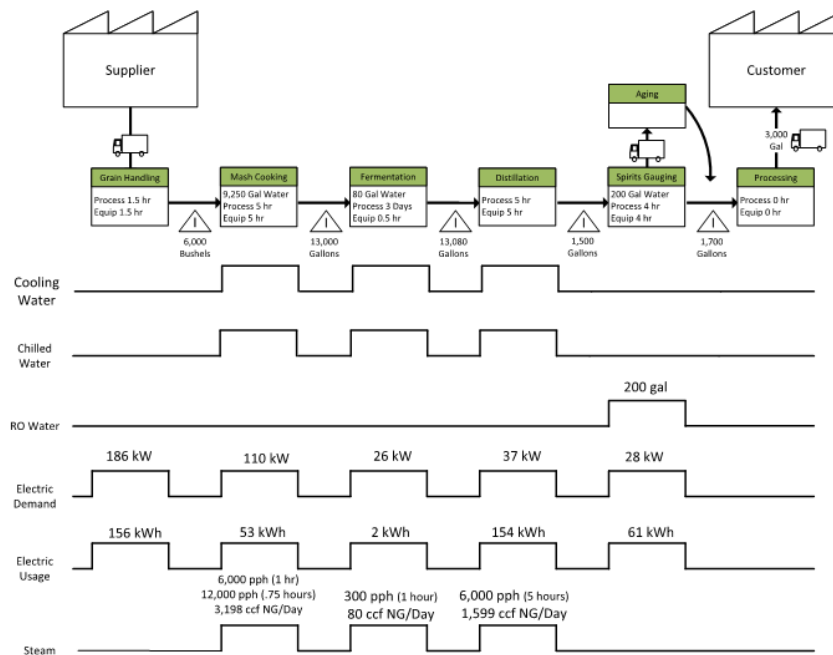 Supplier
Customer
Aging
3,000
Gal
Grain Handling
Process 1.5 hr
Equip 1.5 hr
Mash Cooking
9,250 Gal Water
Process 5 hr
Equip 5 hr
Fermentation
80 Gal Water
Process 3 Days
Equip 0.5 hr
Distillation
Process 5 hr
Equip 5 hr
Spirits Gauging
200 Gal Water
Process 4 hr
Equip 4 hr
Processing
Process 0 hr
Equip 0 hr
I
6,000
Bushels
I
13,000
Gallons
I
13,080
Gallons
I
1,500
Gallons
I
1,700
Gallons
Cooling
Water
Chilled
Water
RO Water
200 gal
Electric
Demand
186 kW
110 kW
26 kW
37 kW
28 kW
Electric
Usage
156 kWh
53 kWh
2 kWh
154 kWh
61 kWh
Steam
6,000 pph (1 hr)
12,000 pph (.75 hours)
3,198 ccf NG/Day
300 pph (1 hour)
80 ccf NG/Day
6,000 pph (5 hours)
1,599 ccf NG/Day